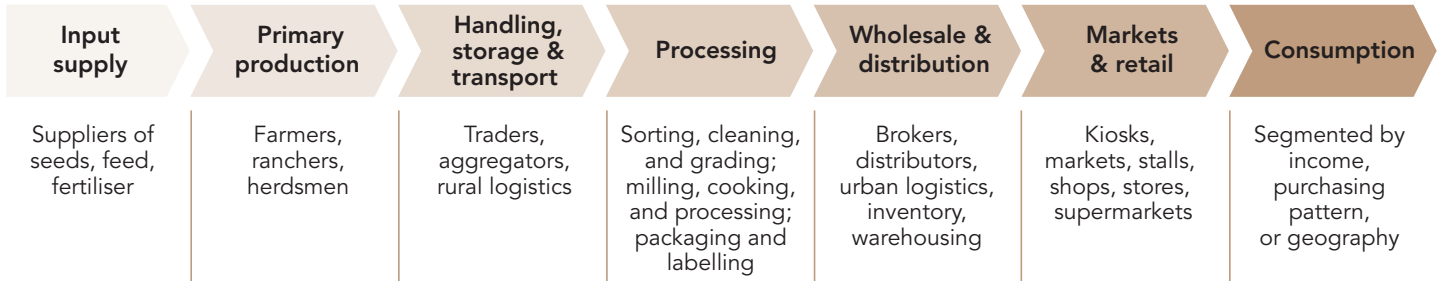 Input
supply
Primary
production
Handling,
storage &
transport
Processing
Wholesale &
distribution
Markets
& retail
Consumption
Suppliers of
seeds, feed,
fertiliser
Farmers,
ranchers,
herdsmen
Traders,
aggregators,
rural logistics
Sorting, cleaning,
and grading;
milling, cooking,
and processing;
packaging and
labelling
Brokers,
distributors,
urban logistics,
inventory,
warehousing
Kiosks,
markets, stalls,
shops, stores,
supermarkets
Segmented by
income,
purchasing
pattern,
or geography